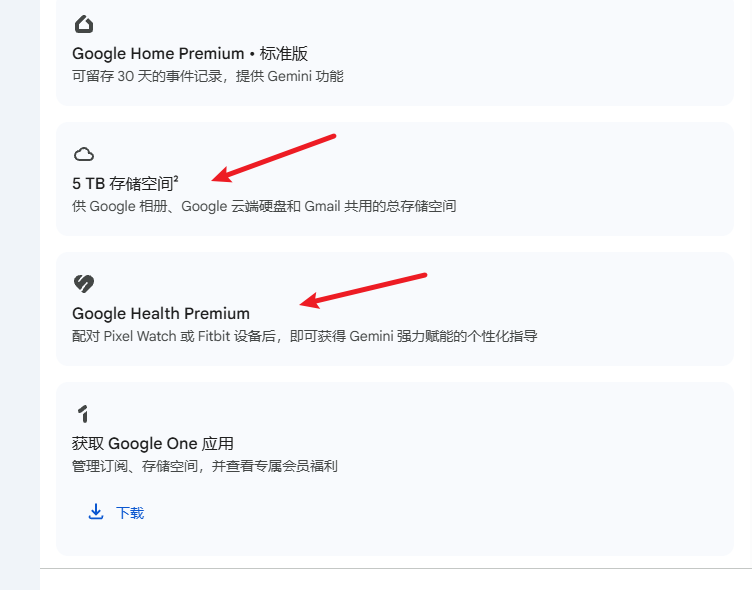 Google Home Premium • 标准版
可留存 30 天的事件记录，提供 Gemini 功能
5 TB 存储空间²
供 Google 相册、Google 云端硬盘和 Gmail 共用的总存储空间
Google Health Premium
配对 Pixel Watch 或 Fitbit 设备后，即可获得 Gemini 强力赋能的个性化指导
获取 Google One 应用
管理订阅、存储空间，并查看专属会员福利
下载